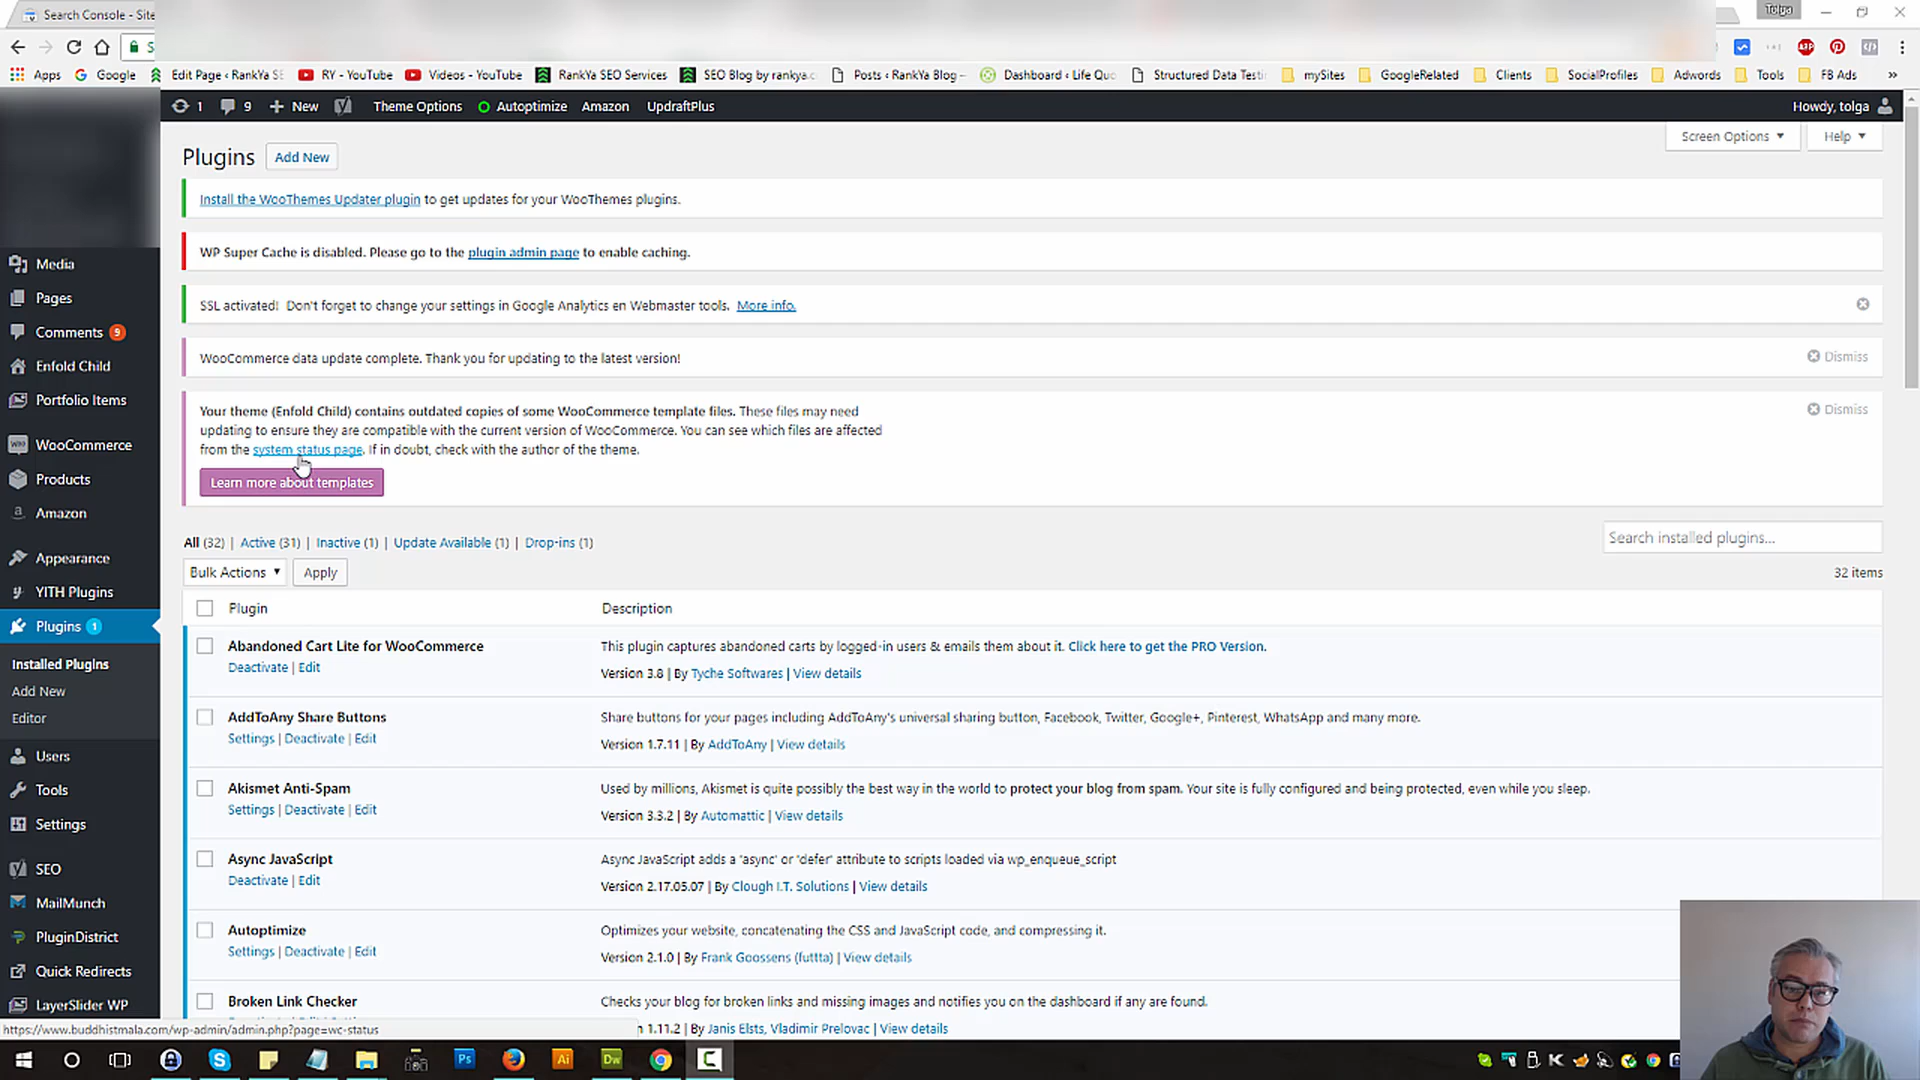 Search Console - Site
Tolga
S
Apps
Google
Edit Page ‹ RankYa SE
RY - YouTube
Videos - YouTube
RankYa SEO Services
SEO Blog by rankya.c
Posts ‹ RankYa Blog –
Dashboard ‹ Life Quo
Structured Data Testi
mySites
GoogleRelated
Clients
SocialProfiles
Adwords
Tools
FB Ads
»
1
9
New
Theme Options
Autoptimize
Amazon
UpdraftPlus
Howdy, tolga
Plugins
Add New
Screen Options
Help
Install the WooThemes Updater plugin to get updates for your WooThemes plugins.
WP Super Cache is disabled. Please go to the plugin admin page to enable caching.
SSL activated! Don't forget to change your settings in Google Analytics en Webmaster tools. More info.
WooCommerce data update complete. Thank you for updating to the latest version!
Dismiss
Your theme (Enfold Child) contains outdated copies of some WooCommerce template files. These files may need
updating to ensure they are compatible with the current version of WooCommerce. You can see which files are affected
from the system status page. If in doubt, check with the author of the theme.
Dismiss
Learn more about templates
Media
Pages
Comments 9
Enfold Child
Portfolio Items
WooCommerce
Products
Amazon
Appearance
YITH Plugins
Plugins 1
Installed Plugins
Add New
Editor
Users
Tools
Settings
SEO
MailMunch
PluginDistrict
Quick Redirects
LayerSlider WP
All (32) | Active (31) | Inactive (1) | Update Available (1) | Drop-ins (1)
Search installed plugins...
Bulk Actions
Apply
32 items
Plugin
Description
Abandoned Cart Lite for WooCommerce
Deactivate | Edit
This plugin captures abandoned carts by logged-in users & emails them about it. Click here to get the PRO Version.
Version 3.8 | By Tyche Softwares | View details
AddToAny Share Buttons
Settings | Deactivate | Edit
Share buttons for your pages including AddToAny's universal sharing button, Facebook, Twitter, Google+, Pinterest, WhatsApp and many more.
Version 1.7.11 | By AddToAny | View details
Akismet Anti-Spam
Settings | Deactivate | Edit
Used by millions, Akismet is quite possibly the best way in the world to protect your blog from spam. Your site is fully configured and being protected, even while you sleep.
Version 3.3.2 | By Automattic | View details
Async JavaScript
Deactivate | Edit
Async JavaScript adds a 'async' or 'defer' attribute to scripts loaded via wp_enqueue_script
Version 2.17.05.07 | By Clough I.T. Solutions | View details
Autoptimize
Settings | Deactivate | Edit
Optimizes your website, concatenating the CSS and JavaScript code, and compressing it.
Version 2.1.0 | By Frank Goossens (futtta) | View details
Broken Link Checker
Checks your blog for broken links and missing images and notifies you on the dashboard if any are found.
n 1.11.2 | By Janis Elsts, Vladimir Prelovac | View details
https://www.buddhistmala.com/wp-admin/admin.php?page=wc-status
Ps
Ai
Dw